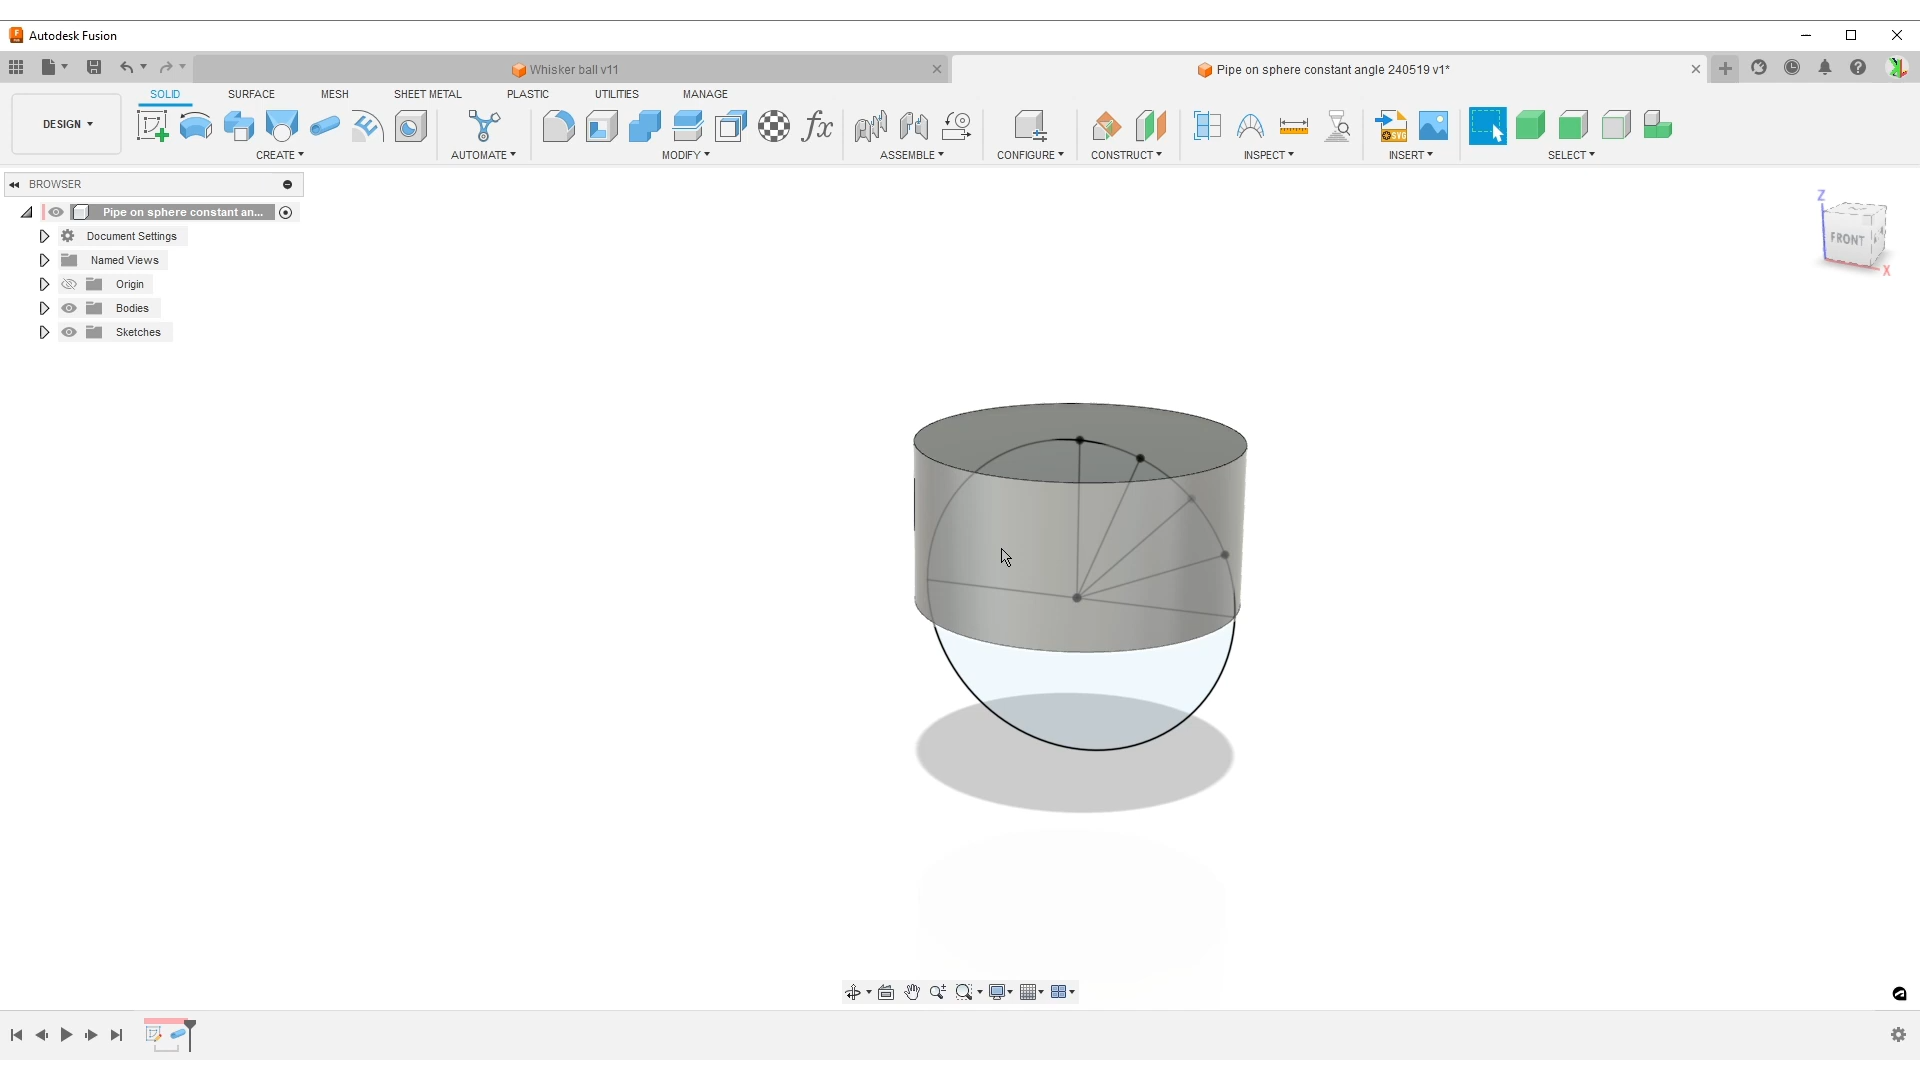 Autodesk Fusion
Whisker ball v11
Pipe on sphere constant angle 240519 v1*
DESIGN
SOLID
SURFACE
MESH
SHEET METAL
PLASTIC
UTILITIES
MANAGE
fx
SVG
CREATE
AUTOMATE
MODIFY
ASSEMBLE
CONFIGURE
CONSTRUCT
INSPECT
INSERT
SELECT
BROWSER
Pipe on sphere constant an...
Document Settings
Named Views
Origin
Bodies
Sketches
Z
FRONT
X